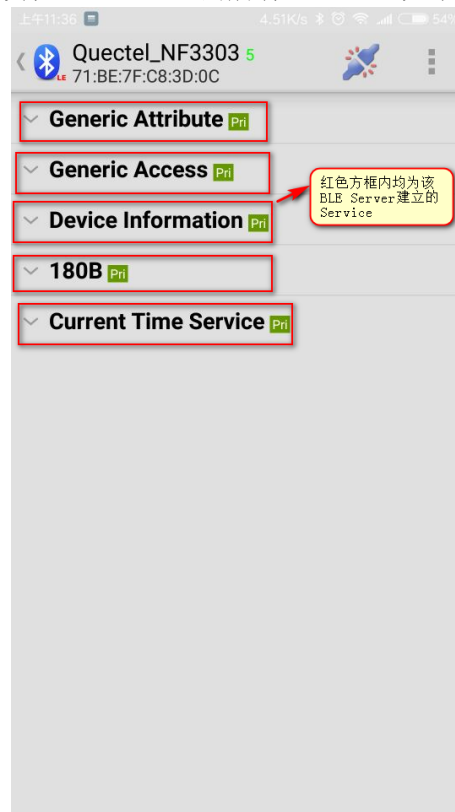 上午11:36
4.51K/s
54%
Quectel_NF3303 5
LE
71:BE:7F:C8:3D:0C
Generic Attribute Pri
Generic Access Pri
红色方框内均为该
BLE Server建立的
Service
Device Information Pri
180B Pri
Current Time Service Pri